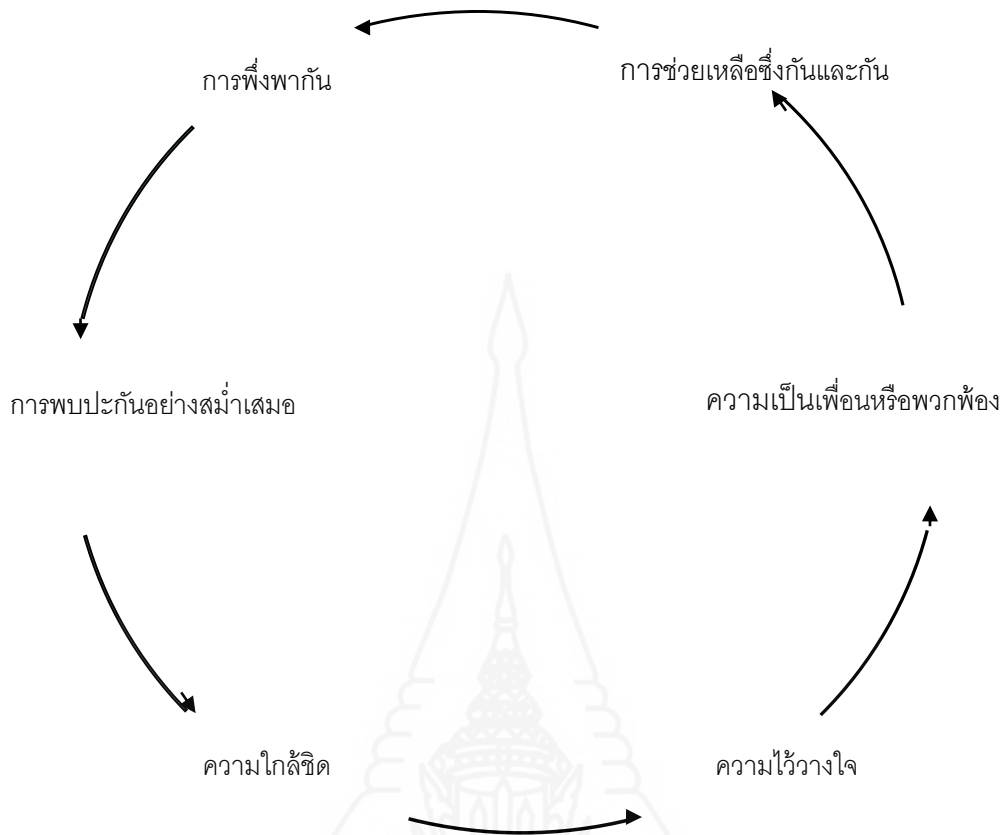 การพึ่งพากัน
การช่วยเหลือซึ่งกันและกัน
การพบปะกันอย่างสม่ำเสมอ
ความเป็นเพื่อนหรือพวกพ้อง
ความใกล้ชิด
ความไว้วางใจ